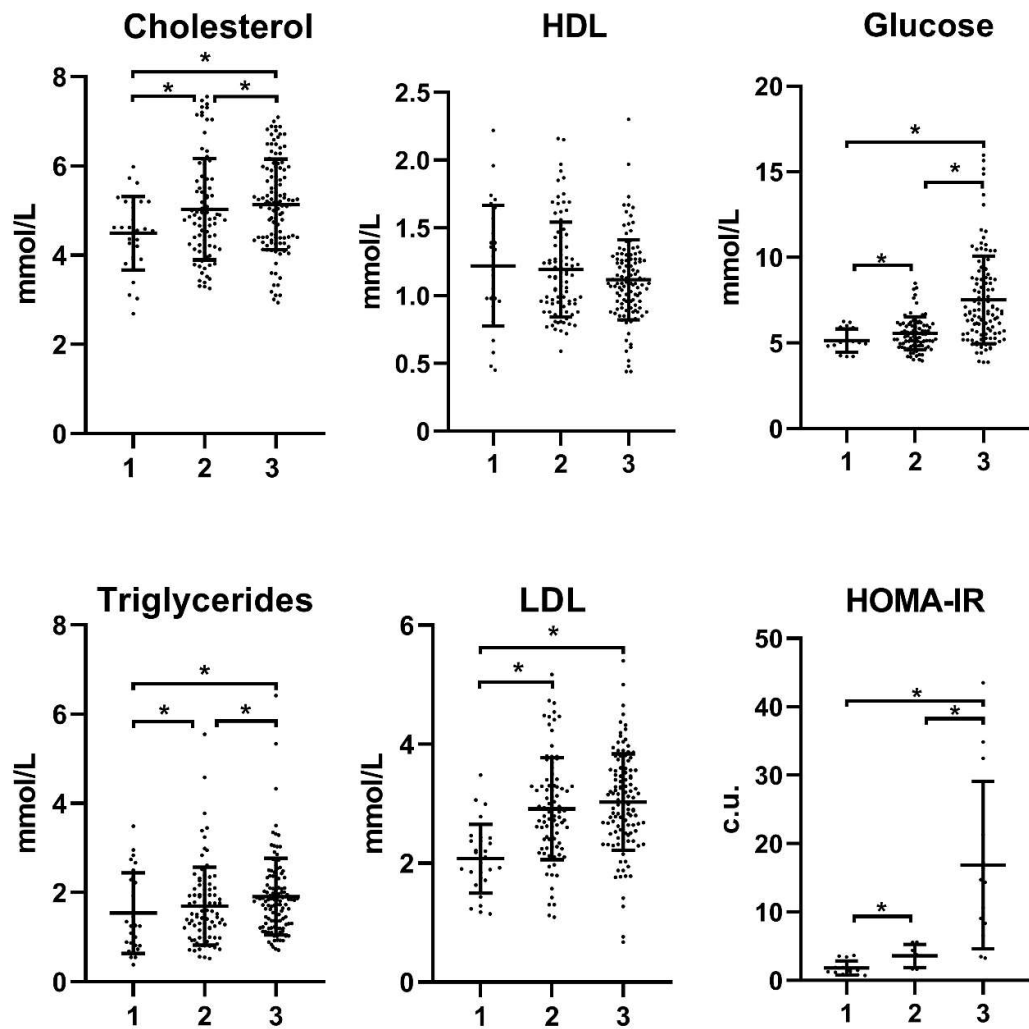 Cholesterol
mmol/L
8
6
4
2
0
* 
* *
1 2 3
HDL
mmol/L
2.5
2.0
1.5
1.0
0.5
0
1 2 3
Glucose
mmol/L
20
15
10
5
0
*
*
*
1 2 3
Triglycerides
mmol/L
8
6
4
2
0
*
* *
1 2 3
LDL
mmol/L
6
4
2
0
*
*
1 2 3
HOMA-IR
c.u.
50
40
30
20
10
0
*
*
*
1 2 3